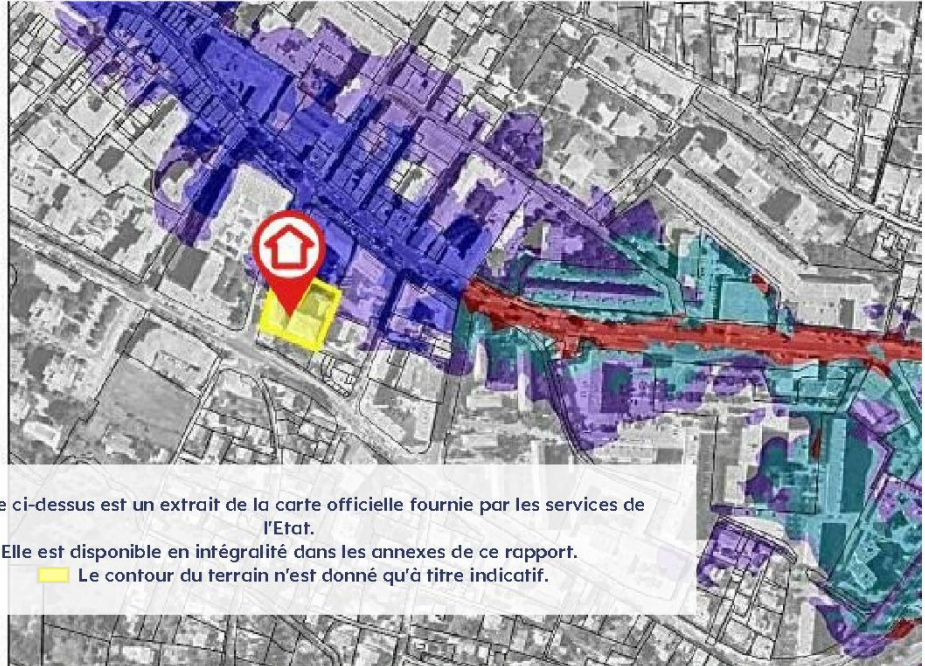 ci-dessus est un extrait de la carte officielle fournie par les services de
l'Etat.
Elle est disponible en intégralité dans les annexes de ce rapport.
Le contour du terrain n'est donné qu'à titre indicatif.